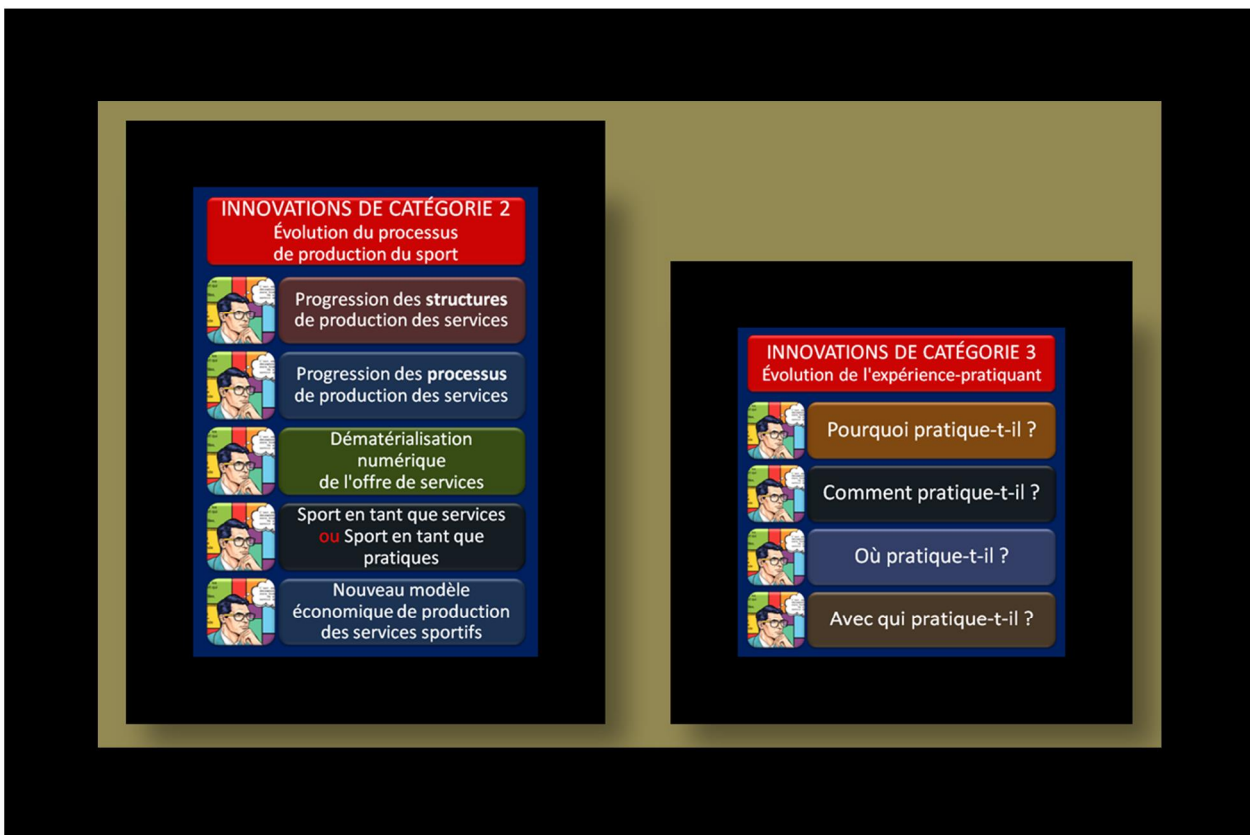 INNOVATIONS DE CATÉGORIE 2
Évolution du processus
de production du sport
Progression des structures
de production des services
Progression des processus
de production des services
Dématérialisation
numérique
de l'offre de services
Sport en tant que services
ou Sport en tant que
pratiques
Nouveau modèle
économique de production
des services sportifs
INNOVATIONS DE CATÉGORIE 3
Évolution de l'expérience-pratiquant
Pourquoi pratique-t-il ?
Comment pratique-t-il ?
Où pratique-t-il ?
Avec qui pratique-t-il ?